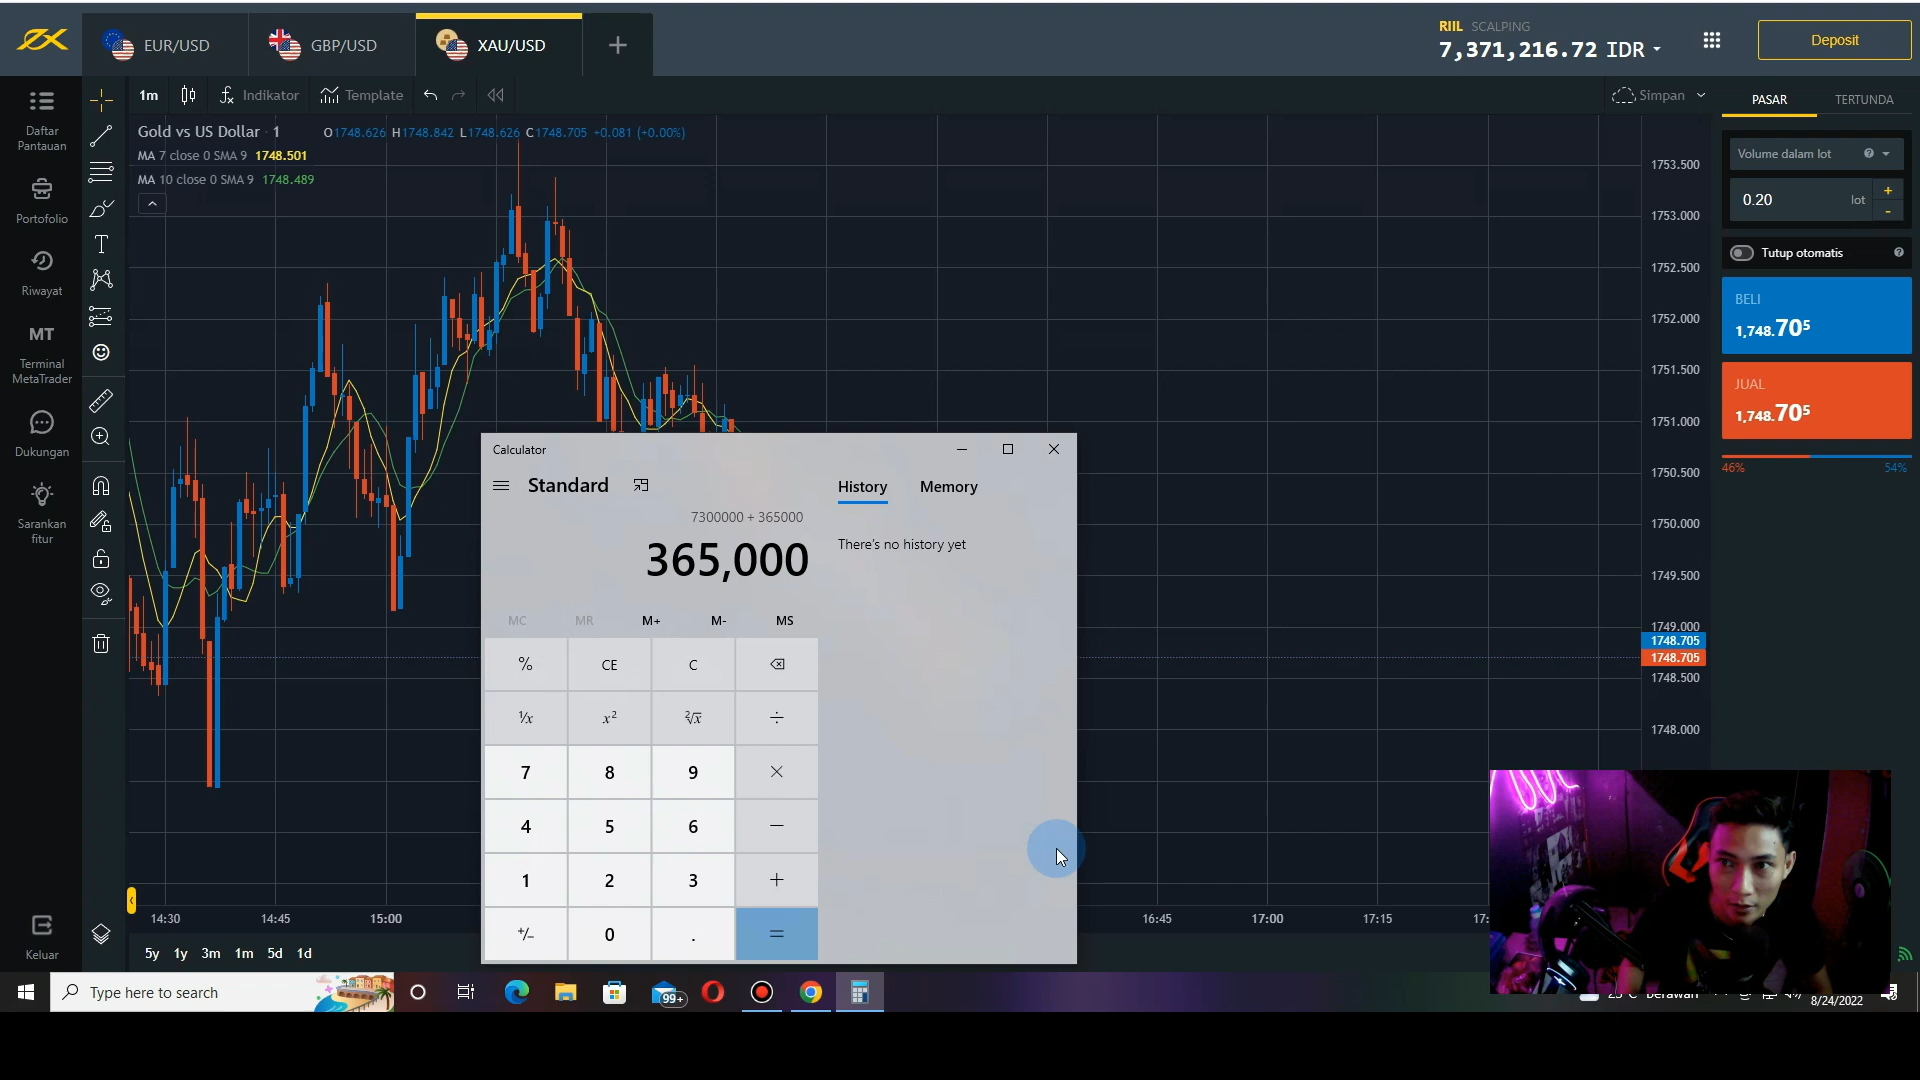 EUR/USD
GBP/USD
XAU/USD
+
RIIL SCALPING
7,371,216.72 IDR
Deposit
1m
Indikator
Template
Simpan
PASAR
TERTUNDA
Daftar
Pantauan
Portofolio
Riwayat
MT
Terminal
MetaTrader
Dukungan
Sarankan
fitur
Keluar
Gold vs US Dollar · 1
O1748.626 H1748.842 L1748.626 C1748.705 +0.081 (+0.00%)
MA 7 close 0 SMA 9 1748.501
MA 10 close 0 SMA 9 1748.489
1753.500
1753.000
1752.500
1752.000
1751.500
1751.000
1750.500
1750.000
1749.500
1749.000
1748.705
1748.705
1748.500
1748.000
Volume dalam lot
0.20 lot
+
-
Tutup otomatis
BELI
1,748.705
JUAL
1,748.705
46%
54%
Calculator
Standard
History
Memory
7300000 + 365000
365,000
There's no history yet
MC MR M+ M- MS
% CE C
¹/x x² ²√x ÷
7 8 9 ×
4 5 6 −
1 2 3 +
+/− 0 . =
14:30
14:45
15:00
16:45
17:00
17:15
17:
5y 1y 3m 1m 5d 1d
Type here to search
99+
8/24/2022